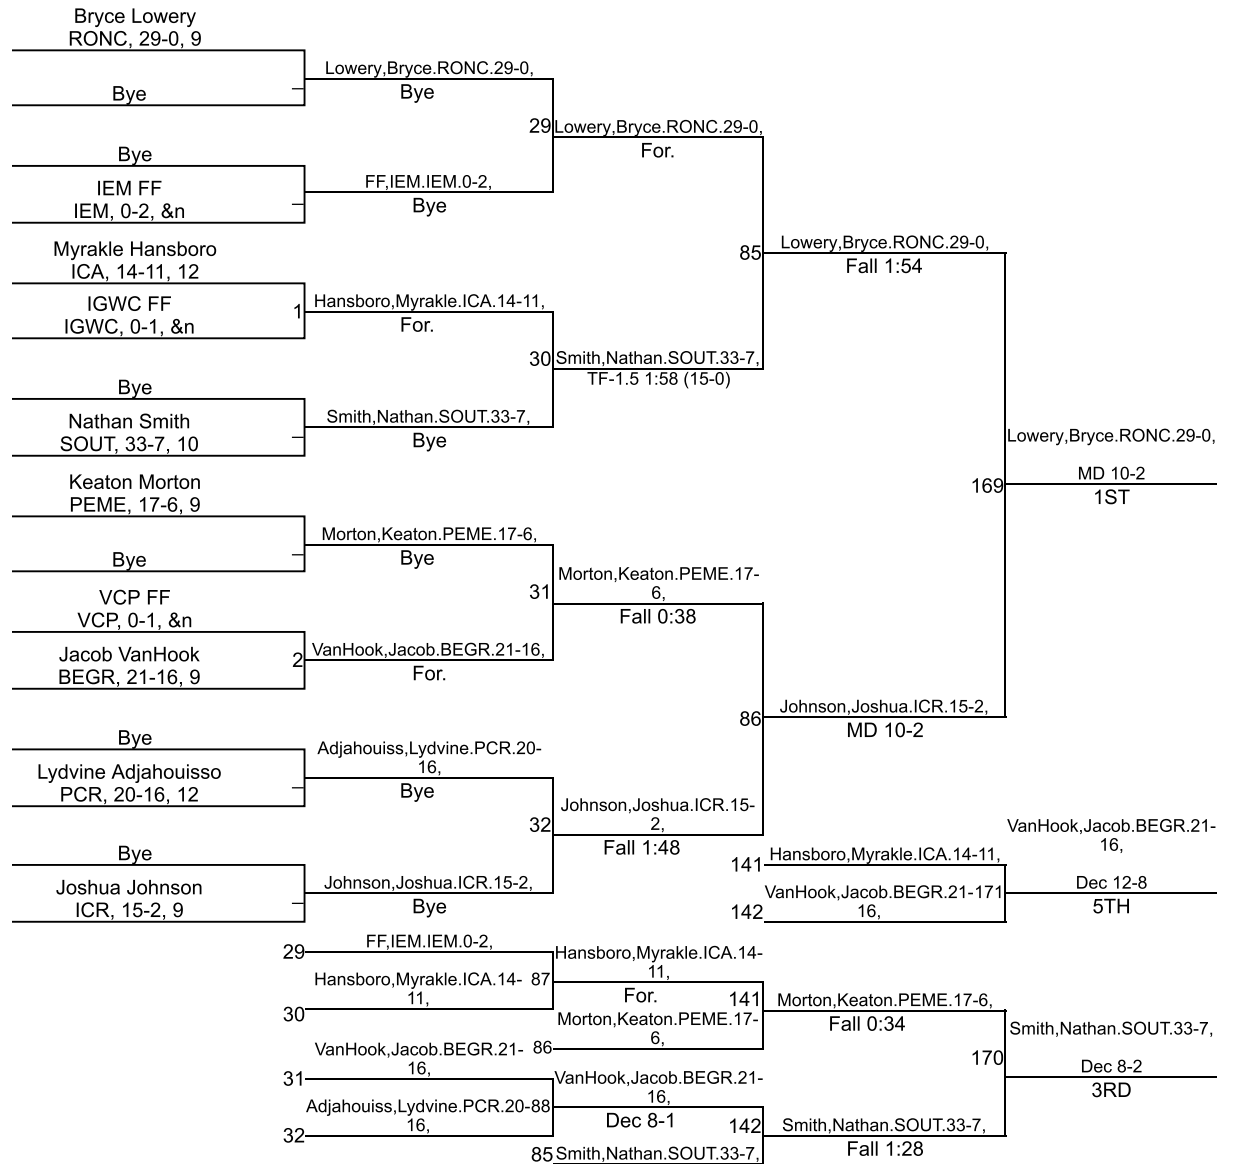 Bryce Lowery
RONC, 29-0, 9
Bye
Bye
IEM FF
IEM, 0-2, &n
Myrakle Hansboro
ICA, 14-11, 12
IGWC FF
IGWC, 0-1, &n
Bye
Nathan Smith
SOUT, 33-7, 10
Keaton Morton
PEME, 17-6, 9
Bye
VCP FF
VCP, 0-1, &n
Jacob VanHook
BEGR, 21-16, 9
Bye
Lydvine Adjahouisso
PCR, 20-16, 12
Bye
Joshua Johnson
ICR, 15-2, 9
Lowery,Bryce.RONC.29-0,
Bye
FF,IEM.IEM.0-2,
Bye
1
Hansboro,Myrakle.ICA.14-11,
For.
Smith,Nathan.SOUT.33-7,
Bye
Morton,Keaton.PEME.17-6,
Bye
2
VanHook,Jacob.BEGR.21-16,
For.
Adjahouiss,Lydvine.PCR.20-
16,
Bye
Johnson,Joshua.ICR.15-2,
Bye
29
Lowery,Bryce.RONC.29-0,
For.
30
Smith,Nathan.SOUT.33-7,
TF-1.5 1:58 (15-0)
31
Morton,Keaton.PEME.17-
6,
Fall 0:38
32
Johnson,Joshua.ICR.15-
2,
Fall 1:48
85
Lowery,Bryce.RONC.29-0,
Fall 1:54
86
Johnson,Joshua.ICR.15-2,
MD 10-2
169
Lowery,Bryce.RONC.29-0,
MD 10-2
1ST
141
Hansboro,Myrakle.ICA.14-11,
142
VanHook,Jacob.BEGR.21-171
16,
VanHook,Jacob.BEGR.21-
16,
Dec 12-8
5TH
29
FF,IEM.IEM.0-2,
30
Hansboro,Myrakle.ICA.14-
11,
87
Hansboro,Myrakle.ICA.14-
11,
For.
86
Morton,Keaton.PEME.17-
6,
141
Morton,Keaton.PEME.17-6,
Fall 0:34
31
VanHook,Jacob.BEGR.21-
16,
32
Adjahouiss,Lydvine.PCR.20-88
16,
VanHook,Jacob.BEGR.21-
16,
Dec 8-1
85
Smith,Nathan.SOUT.33-7,
142
Smith,Nathan.SOUT.33-7,
Fall 1:28
170
Smith,Nathan.SOUT.33-7,
Dec 8-2
3RD